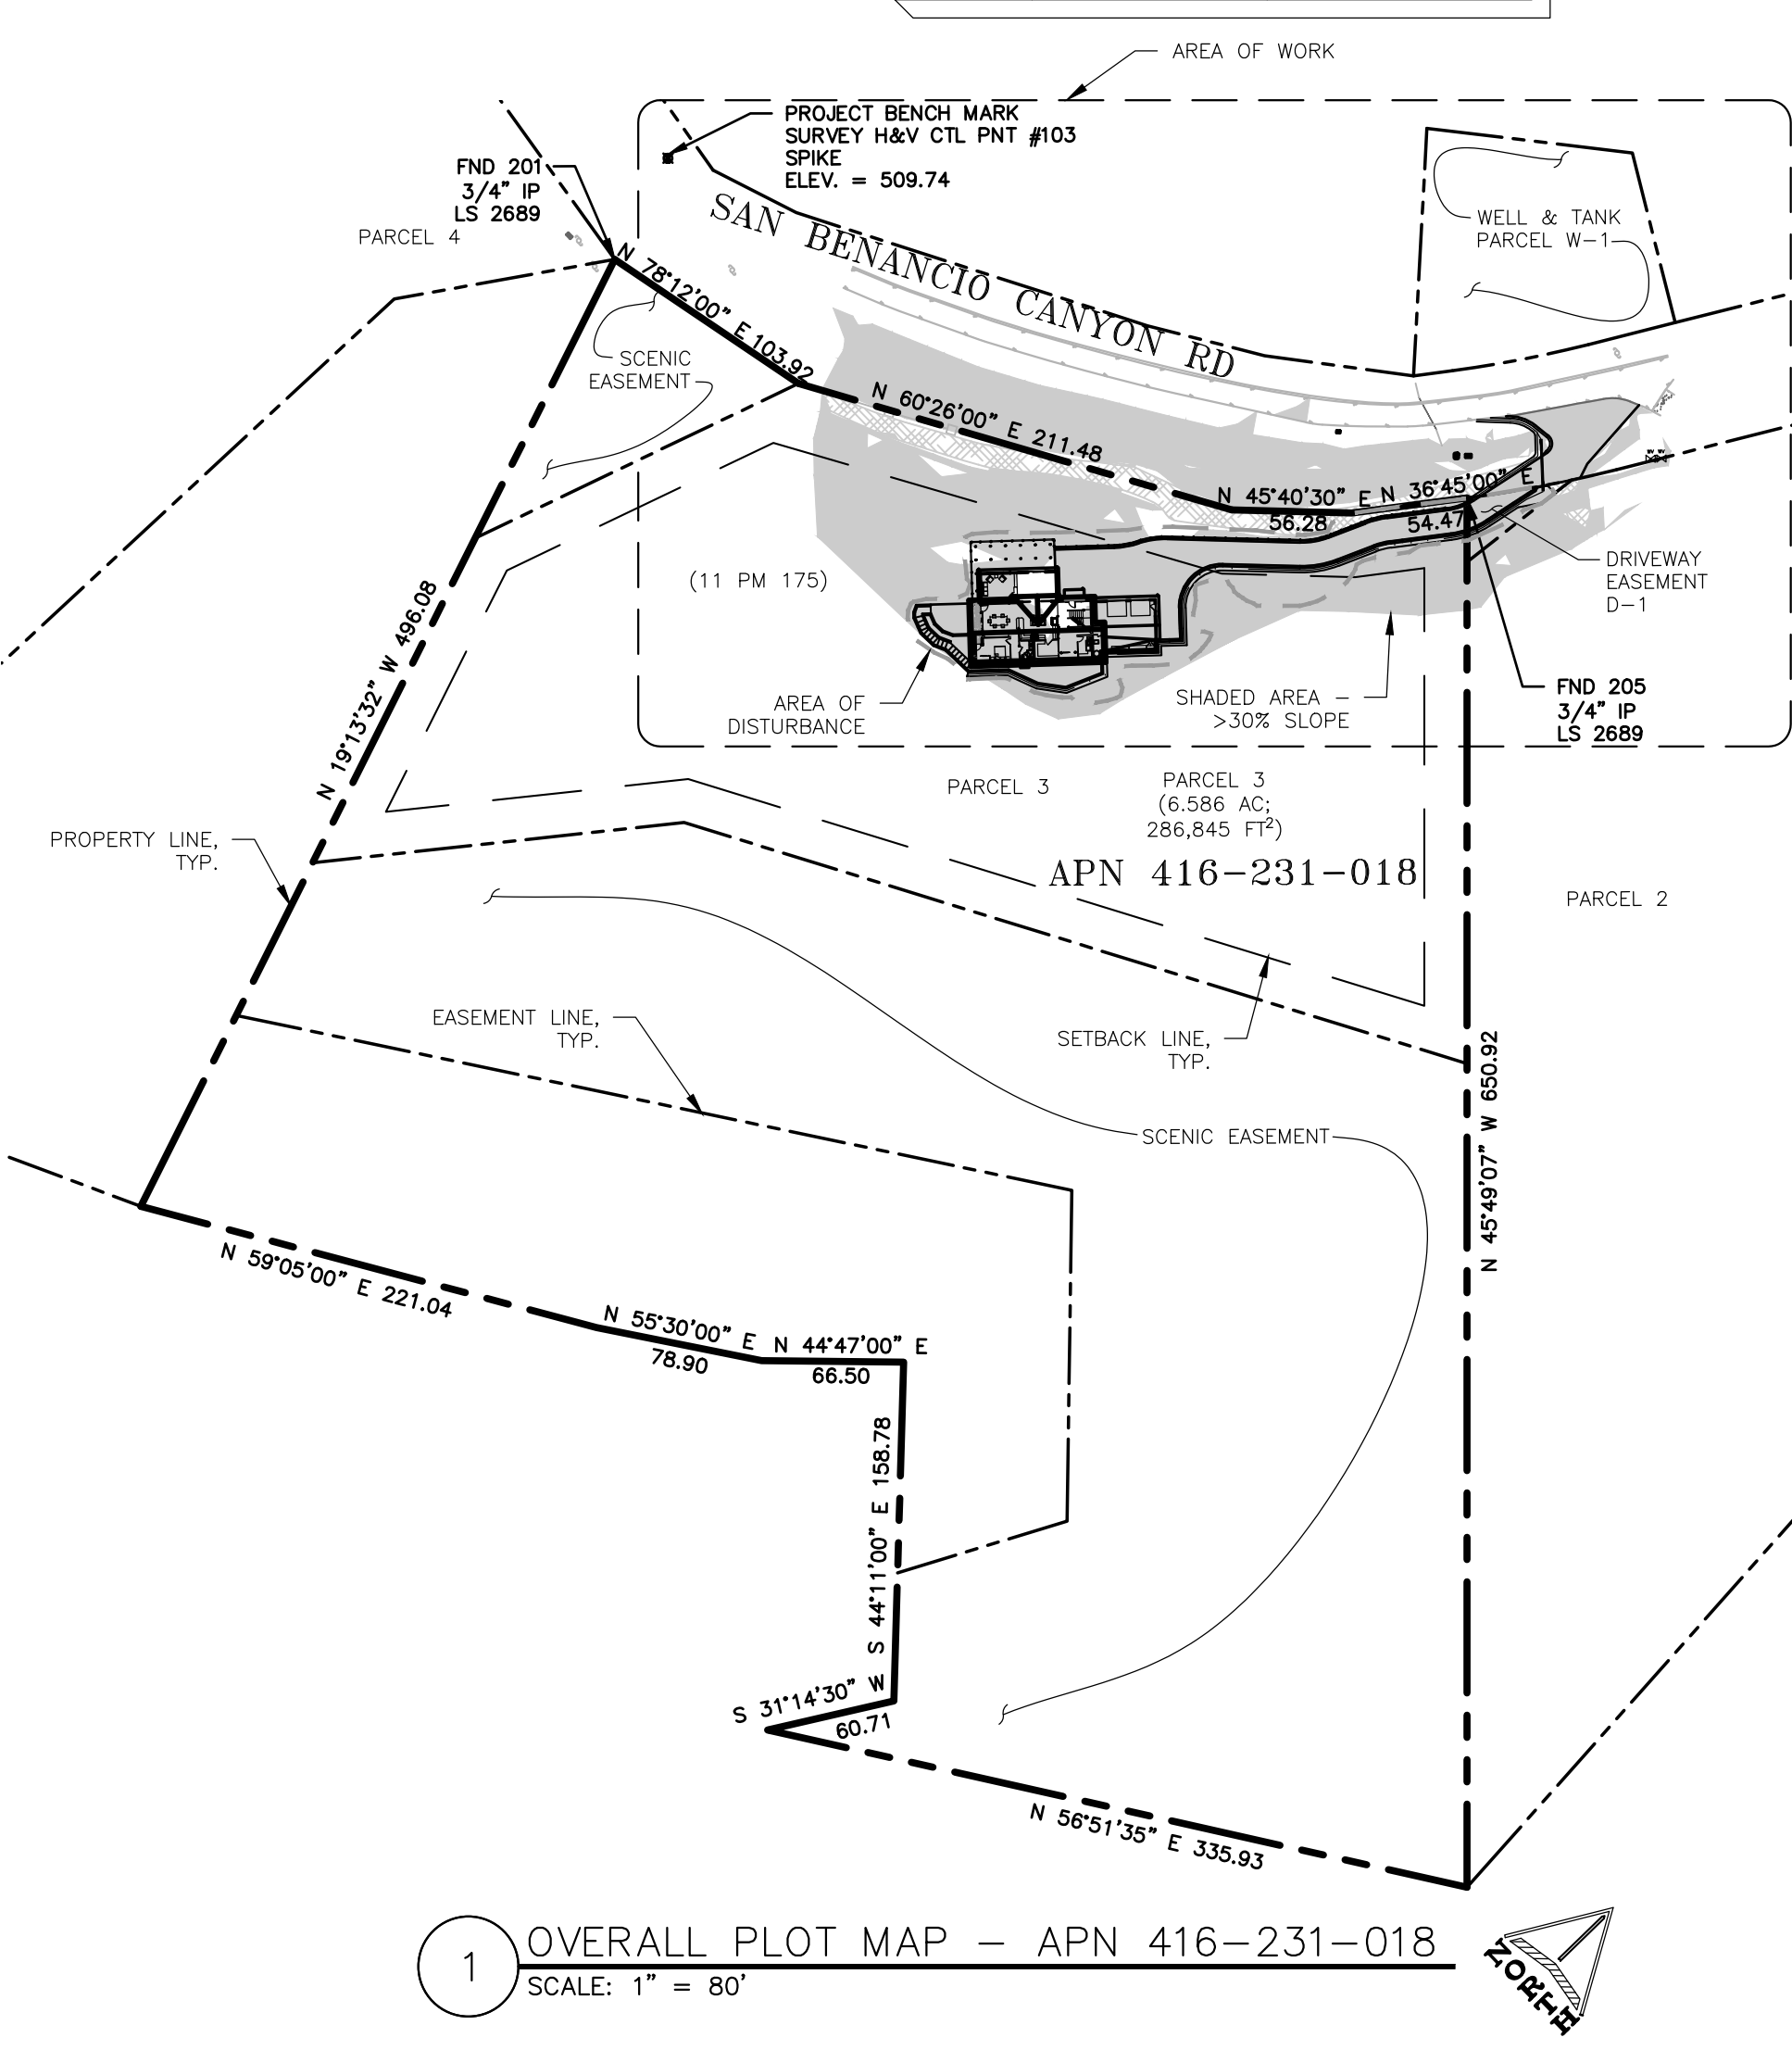 AREA OF WORK
PROJECT BENCH MARK
SURVEY H&V CTL PNT #103
SPIKE
ELEV. = 509.74
FND 201
3/4" IP
LS 2689
PARCEL 4
SAN BENANCIO CANYON RD
WELL & TANK
PARCEL W-1
N 78°12'00" E 103.92
SCENIC
EASEMENT
N 60°26'00" E 211.48
N 45°40'30" E
56.28
N 36°45'00" E
54.47
(11 PM 175)
DRIVEWAY
EASEMENT
D-1
AREA OF
DISTURBANCE
SHADED AREA -
>30% SLOPE
FND 205
3/4" IP
LS 2689
N 19°13'32" W 496.08
PARCEL 3
PARCEL 3
(6.586 AC;
286,845 FT²)
APN 416-231-018
PROPERTY LINE,
TYP.
PARCEL 2
EASEMENT LINE,
TYP.
SETBACK LINE,
TYP.
N 45°49'07" W 650.92
SCENIC EASEMENT
N 59°05'00" E 221.04
N 55°30'00" E
78.90
N 44°47'00" E
66.50
S 44°11'00" E 158.78
S 31°14'30" W
60.71
N 56°51'35" E 335.93
1
OVERALL PLOT MAP - APN 416-231-018
SCALE: 1" = 80'
NORTH